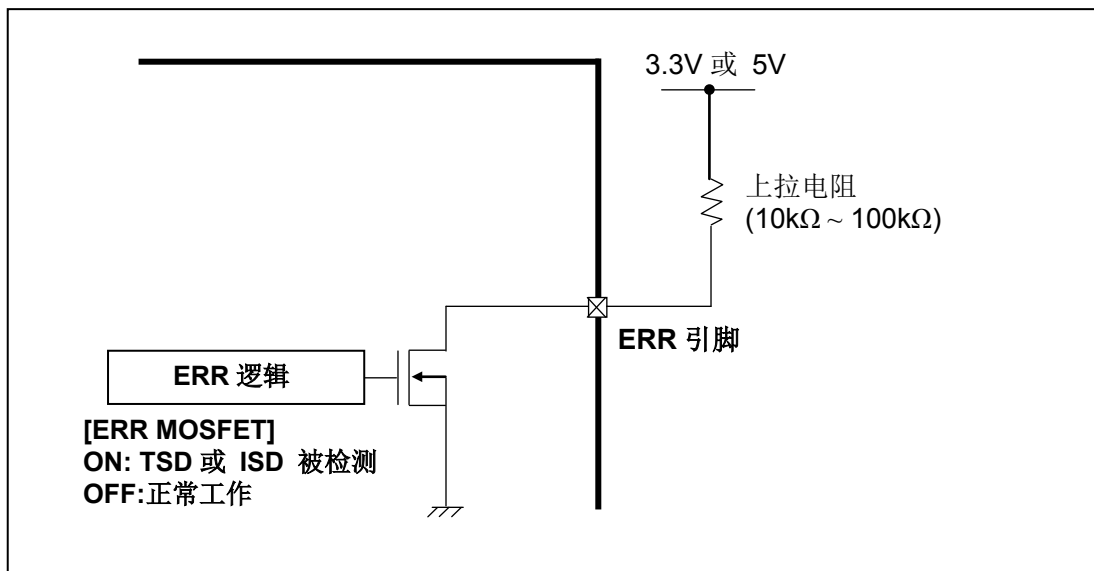 3.3V 或 5V
上拉电阻
(10kΩ ~ 100kΩ)
ERR 引脚
ERR 逻辑
[ERR MOSFET]
ON: TSD 或 ISD 被检测
OFF:正常工作